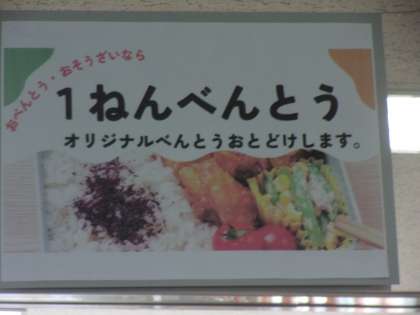 おべんとう・おそうざいなら
1ねんべんとう
オリジナルべんとうおとどけします。